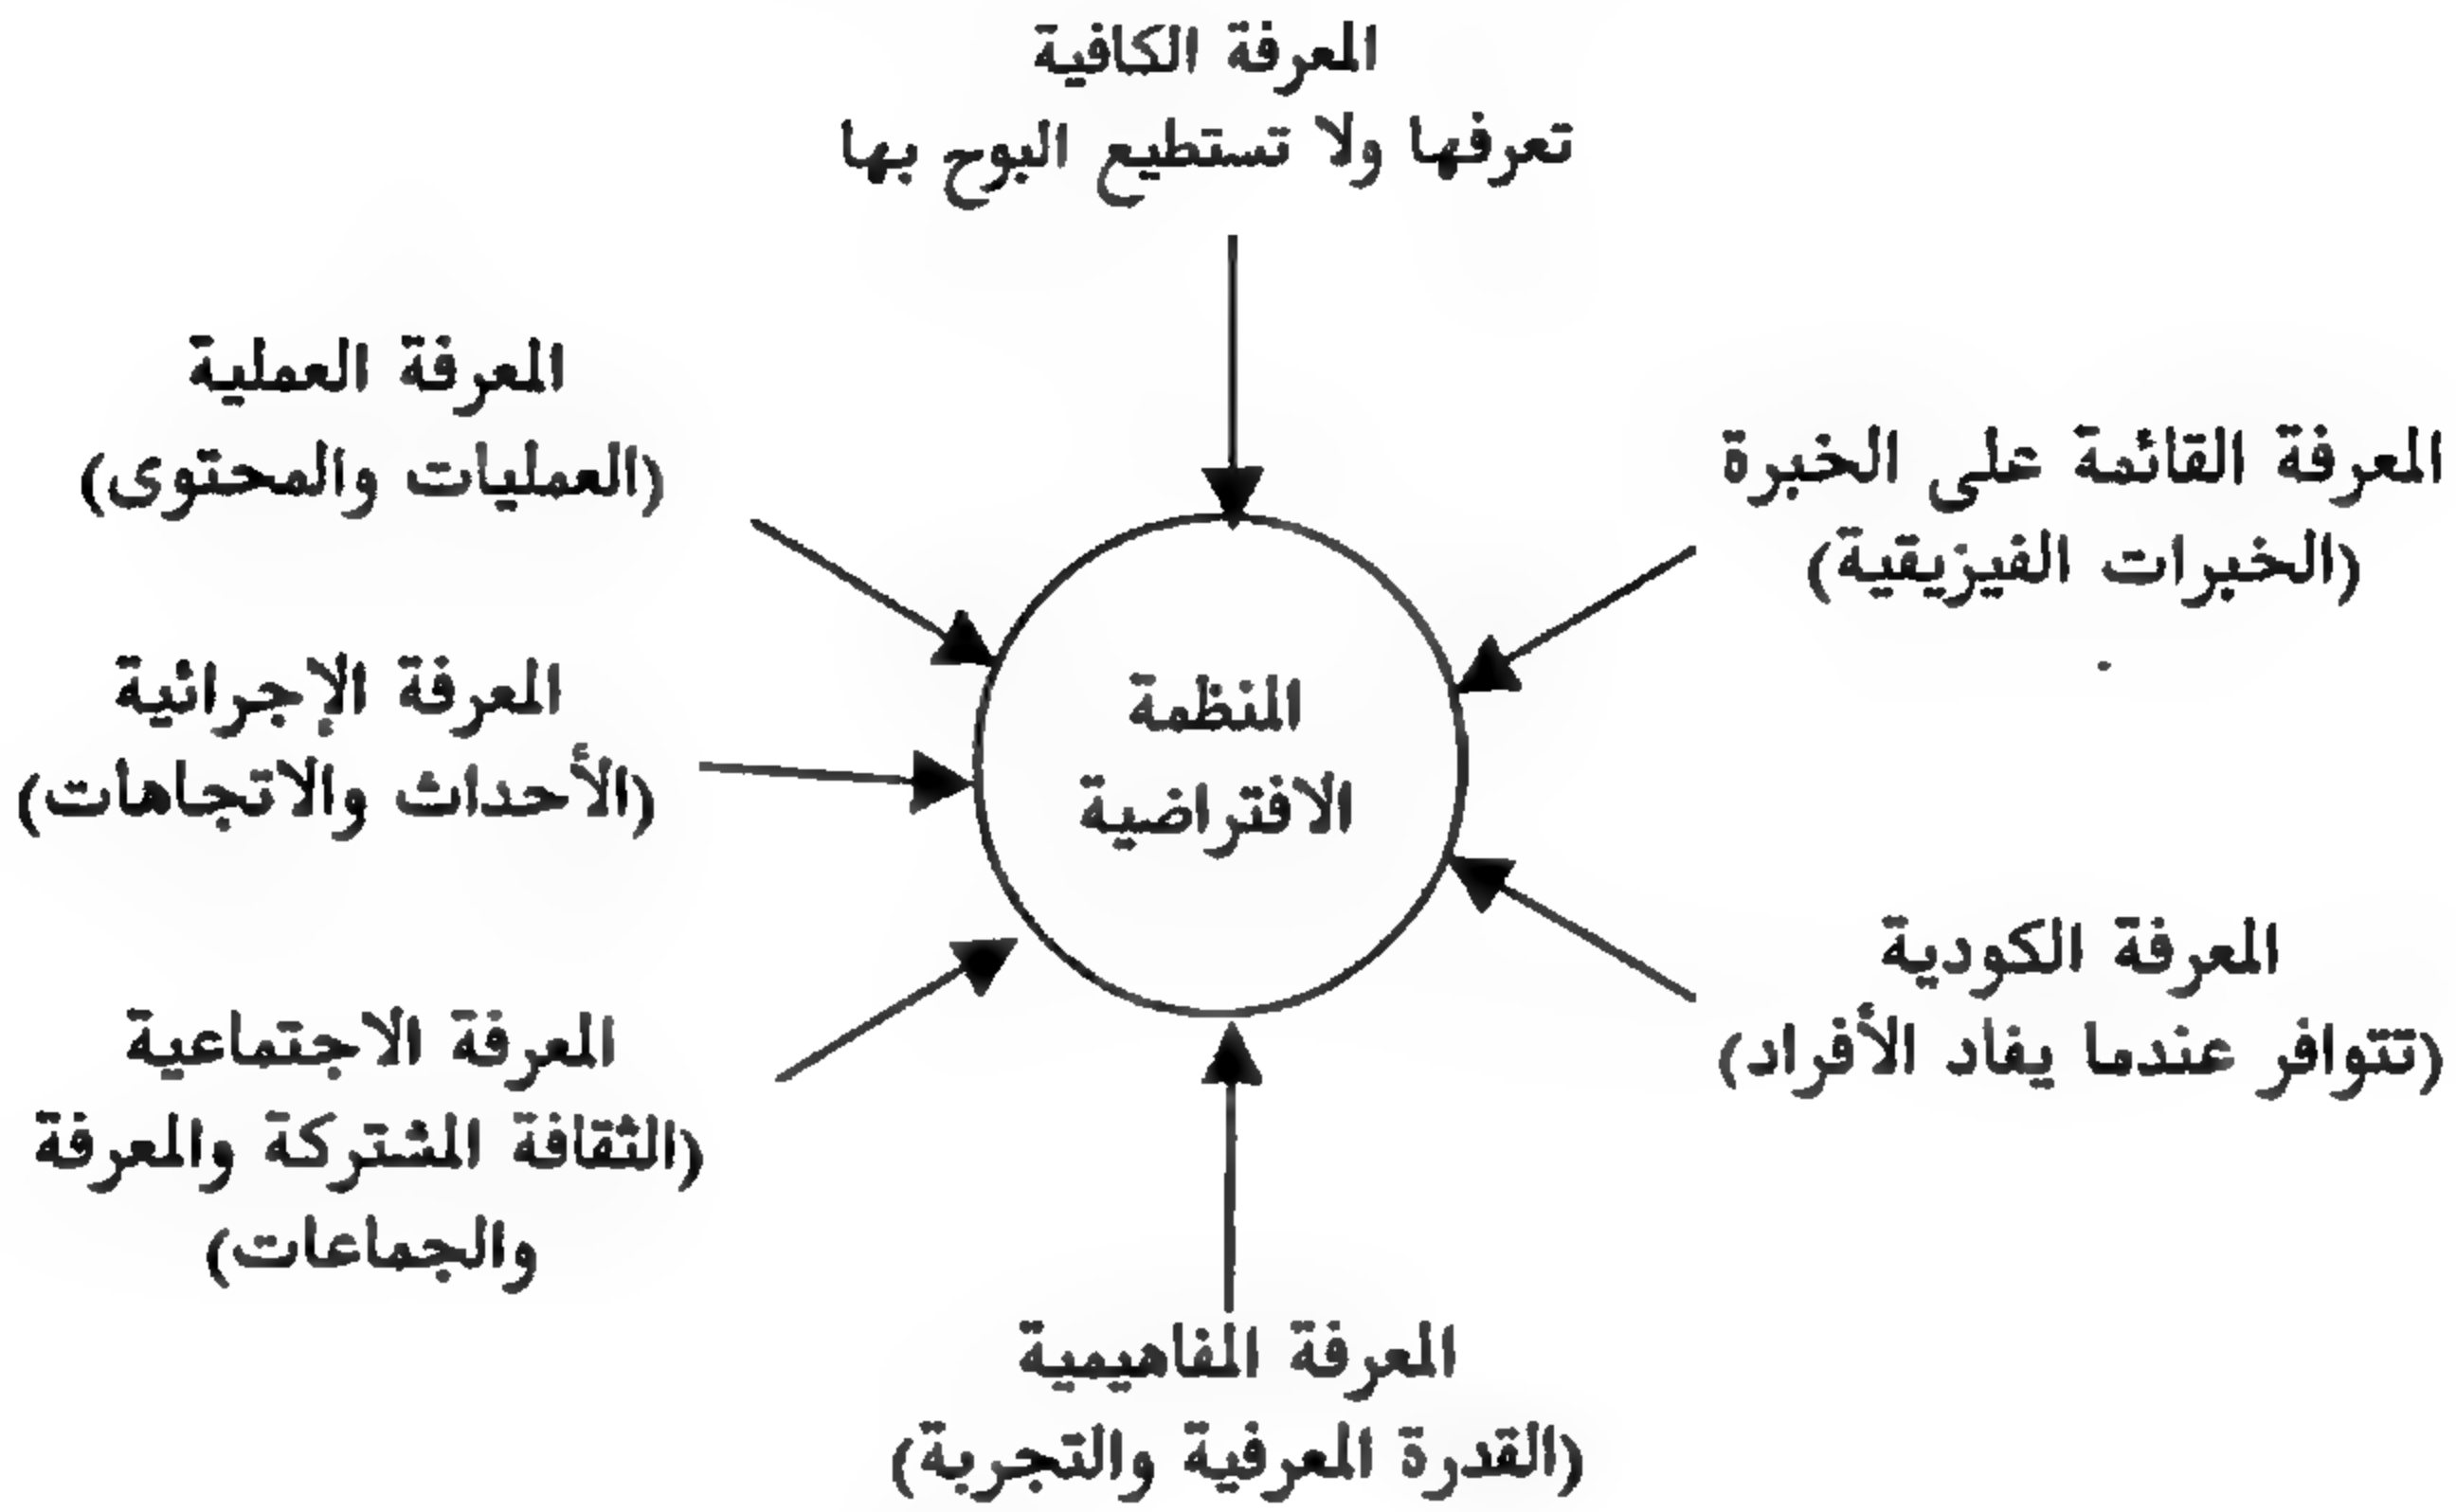 المعرفة الكافية
تعرفها ولا تستطيع البوح بها
المعرفة القائمة على الخبرة
(الخبرات الفيزيقية)
المعرفة الكودية
(تتوافر عندما يفاد الأفراد)
المعرفة العملية
(العمليات والمحتوى)
المعرفة الإجرائية
(الأحداث والاتجاهات)
المعرفة الاجتماعية
(الثقافة المشتركة والمعرفة
والجماعات)
المنظمة
الافتراضية
المعرفة المفاهيمية
(القدرة المعرفية والتجربة)